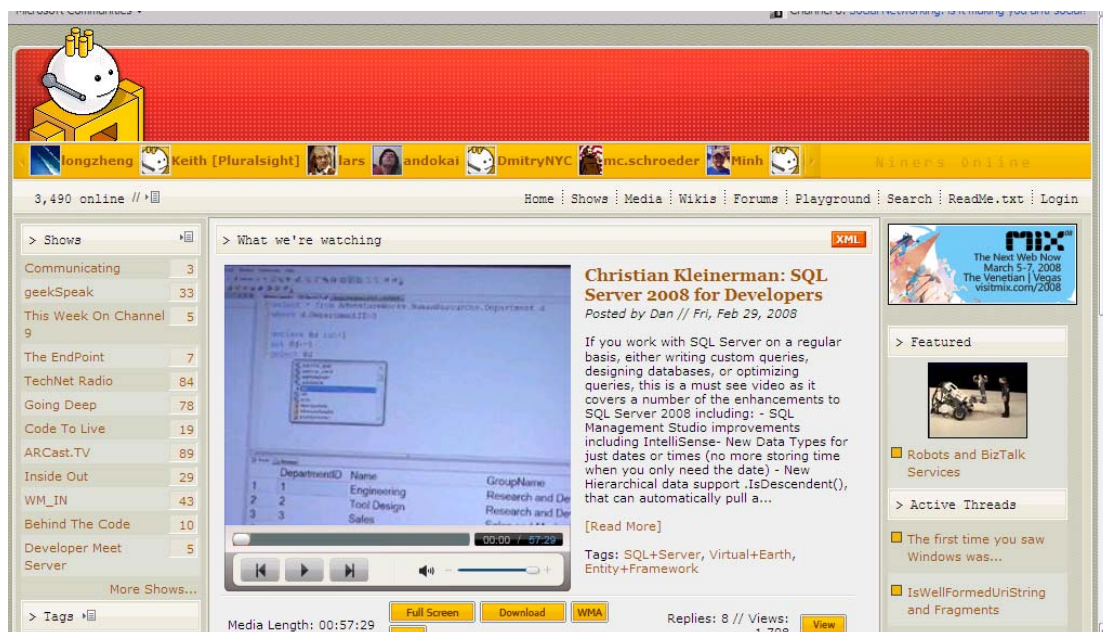 Microsoft Communities
Channel 8: Social Networking: Is it making you anti social?
longzheng
Keith [Pluralsight]
lars
andokai
DmitryNYC
mc.schroeder
Minh
Niners Online
3,490 online //
Home
Shows
Media
Wikis
Forums
Playground
Search
ReadMe.txt
Login
> Shows
Communicating 3
geekSpeak 33
This Week On Channel 5
9
The EndPoint 7
TechNet Radio 84
Going Deep 78
Code To Live 19
ARCast.TV 89
Inside Out 29
WM_IN 43
Behind The Code 10
Developer Meet 5
Server
More Shows...
> Tags
> What we're watching
XML
DepartmentID Name GroupName
1 1 Engineering Research and De
2 2 Tool Design Research and De
3 3 Sales
00:00 / 57:29
Christian Kleinerman: SQL
Server 2008 for Developers
Posted by Dan // Fri, Feb 29, 2008
If you work with SQL Server on a regular
basis, either writing custom queries,
designing databases, or optimizing
queries, this is a must see video as it
covers a number of the enhancements to
SQL Server 2008 including: - SQL
Management Studio improvements
including IntelliSense- New Data Types for
just dates or times (no more storing time
when you only need the date) - New
Hierarchical data support .IsDescendent(),
that can automatically pull a...
[Read More]
Tags: SQL+Server, Virtual+Earth,
Entity+Framework
Media Length: 00:57:29
Full Screen
Download
WMA
Replies: 8 // Views:
1,708
View
mix
The Next Web Now
March 5-7, 2008
The Venetian | Vegas
visitmix.com/2008
> Featured
Robots and BizTalk
Services
> Active Threads
The first time you saw
Windows was...
IsWellFormedUriString
and Fragments